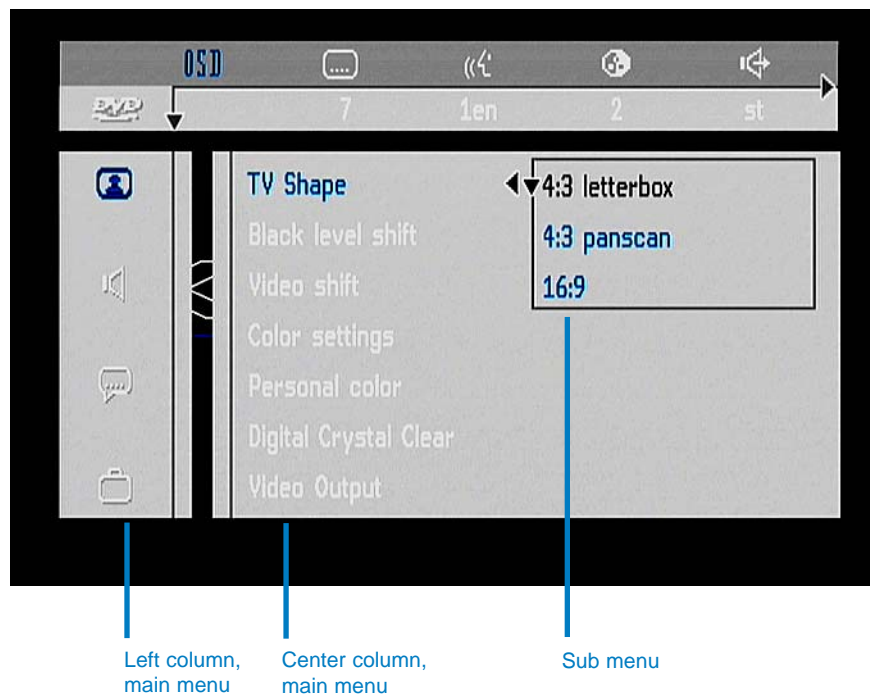 OSD ....
DVD 7 1en 2 st
TV Shape 4:3 letterbox
Black level shift 4:3 panscan
Video shift 16:9
Color settings
Personal color
Digital Crystal Clear
Video Output
Left column,
main menu
Center column,
main menu
Sub menu